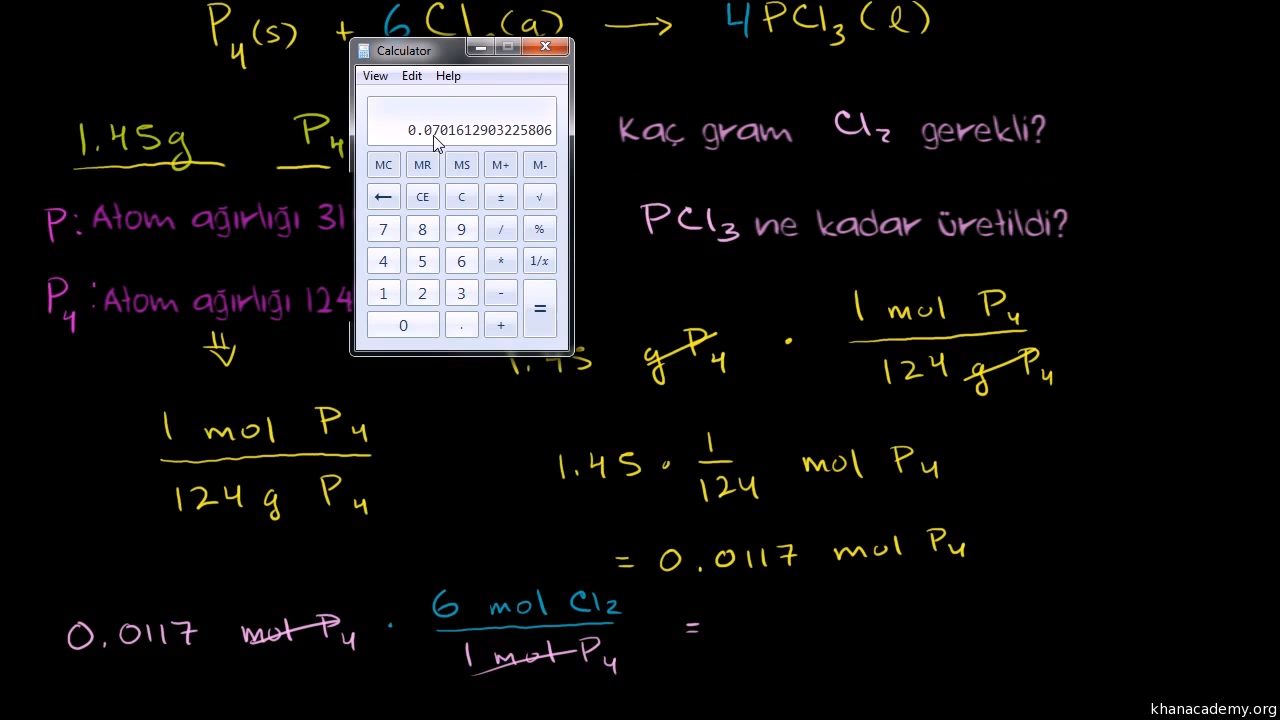 P4(s) + 6Cl2(g) → 4PCl3(l)
Calculator
View Edit Help
0.0701612903225806
MC MR MS M+ M-
← CE C ± √
7 8 9 / %
4 5 6 * 1/x
1 2 3 - =
0 . +
1.45g P4
Kaç gram Cl2 gerekli?
P: Atom ağırlığı 31
PCl3 ne kadar üretildi?
P4: Atom ağırlığı 124
1.45 g P4 · 1 mol P4 / 124 g P4
1 mol P4 / 124 g P4
1.45 · 1/124 mol P4
= 0.0117 mol P4
0.0117 mol P4 · 6 mol Cl2 / 1 mol P4 =
khanacademy.org